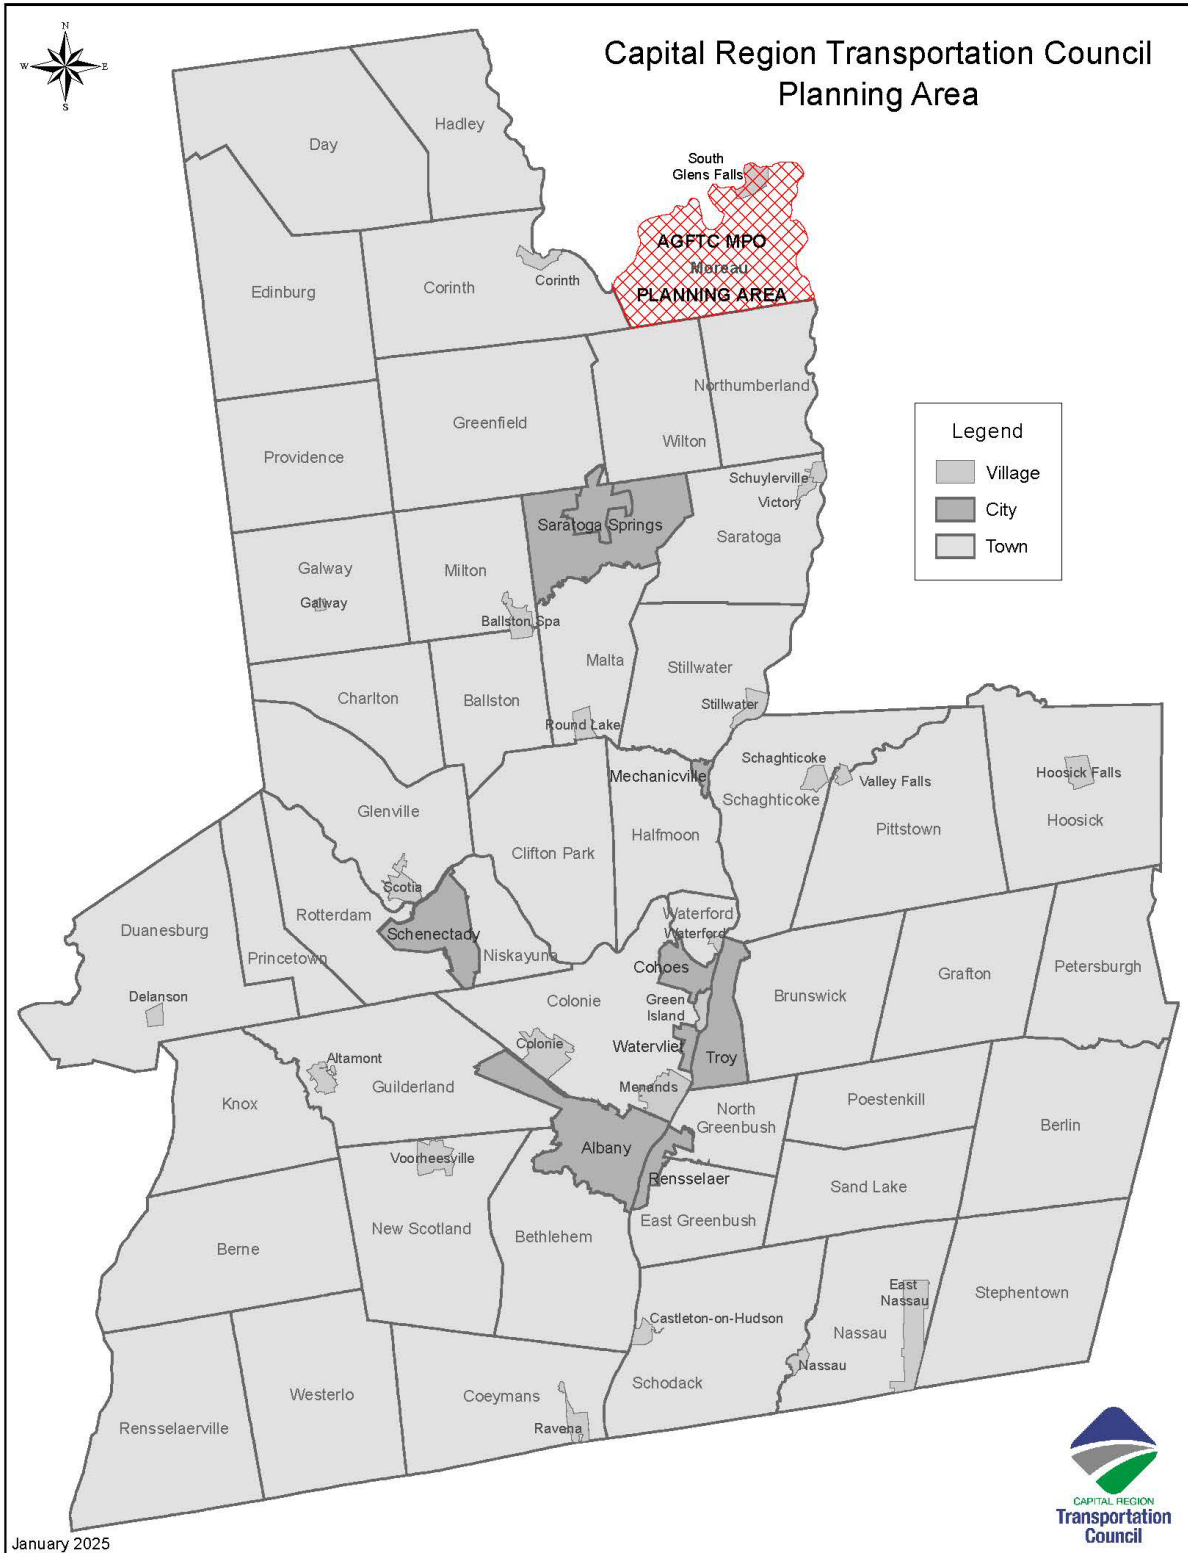 N
W
E
S
Capital Region Transportation Council
Planning Area
Hadley
Day
South
Glens Falls
AGFTC MPO
Moreau
PLANNING AREA
Edinburg
Corinth
Corinth
Northumberland
Greenfield
Wilton
Providence
Legend
Village
City
Town
Schuylerville
Victory
Saratoga Springs
Saratoga
Galway
Galway
Milton
Ballston Spa
Malta
Stillwater
Charlton
Ballston
Stillwater
Round Lake
Mechanicville
Schaghticoke
Schaghticoke
Valley Falls
Hoosick Falls
Hoosick
Pittstown
Glenville
Halfmoon
Clifton Park
Scotia
Rotterdam
Waterford
Waterford
Duanesburg
Schenectady
Niskayuna
Princetown
Cohoes
Grafton
Petersburgh
Brunswick
Delanson
Colonie
Green
Island
Colonie
Watervliet
Troy
Altamont
Guilderland
Menands
Knox
North
Greenbush
Poestenkill
Berlin
Albany
Voorheesville
Rensselaer
Sand Lake
New Scotland
Bethlehem
East Greenbush
Berne
East
Nassau
Stephentown
Castleton-on-Hudson
Nassau
Nassau
Schodack
Westerlo
Coeymans
Rensselaerville
Ravena
CAPITAL REGION
Transportation
Council
January 2025